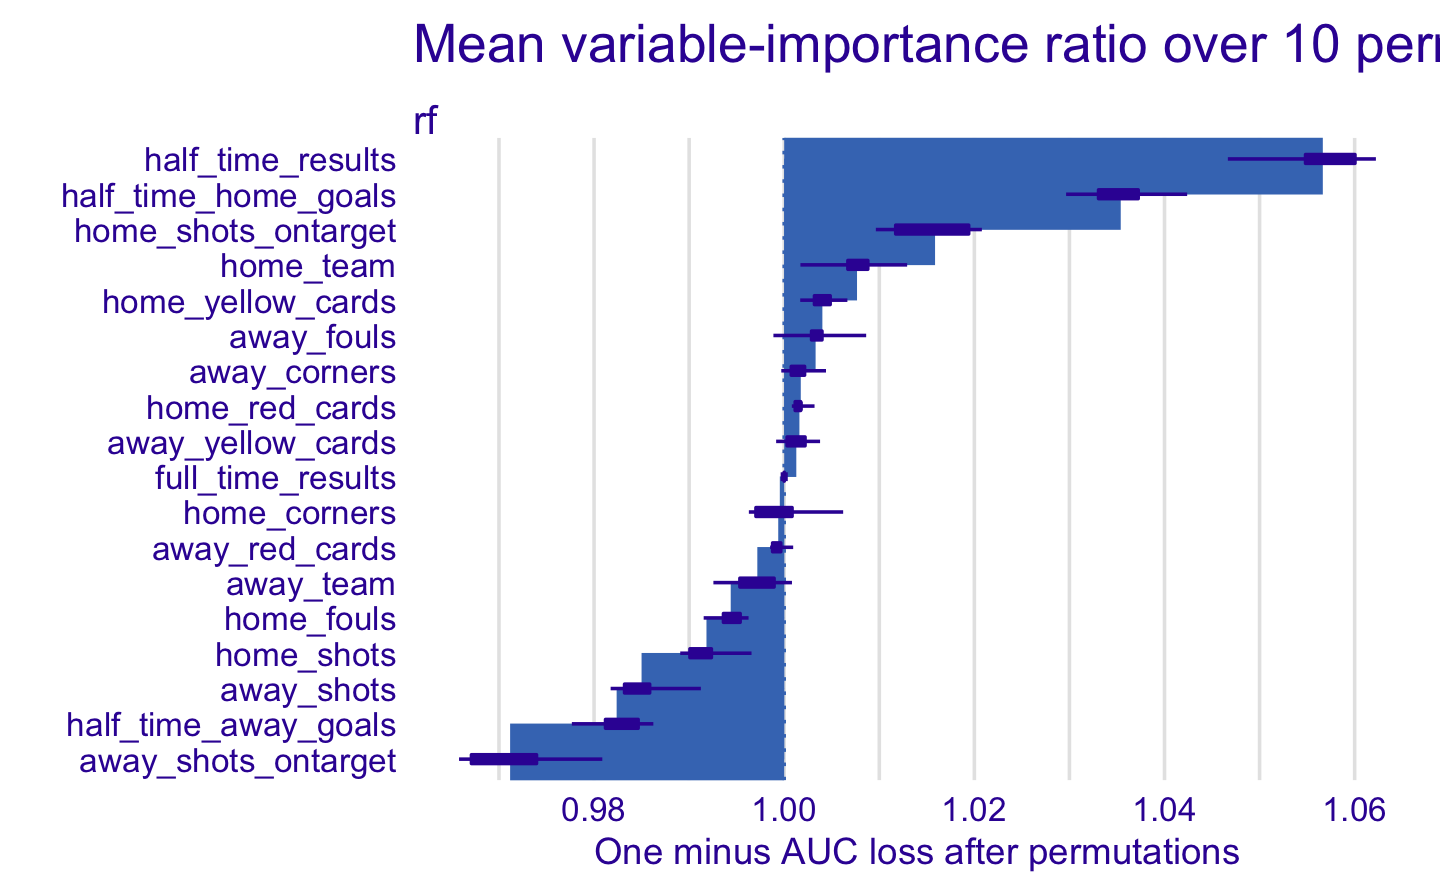 Mean variable-importance ratio over 10
rf
half_time_results
half_time_home_goals
home_shots_ontarget
home_team
home_yellow_cards
away_fouls
away_corners
home_red_cards
away_yellow_cards
full_time_results
home_corners
away_red_cards
away_team
home_fouls
home_shots
away_shots
half_time_away_goals
away_shots_ontarget
0.98 1.00 1.02 1.04 1.06
One minus AUC loss after permutations